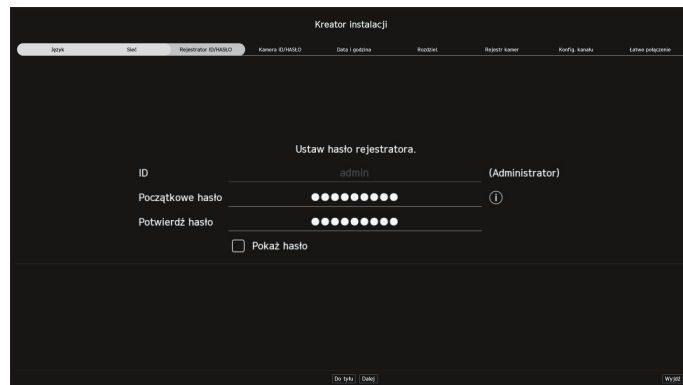 Kreator instalacji
Język Sieć Rejestrator ID/HASŁO Kamera ID/HASŁO Data i godzina Rozdziel. Rejestr kamer Konfig. kanału Łatwe połączenie
Ustaw hasło rejestratora.
ID admin (Administrator)
Początkowe hasło ●●●●●●●●●
Potwierdź hasło ●●●●●●●●●
Pokaż hasło
Do tyłu Dalej Wyjdź